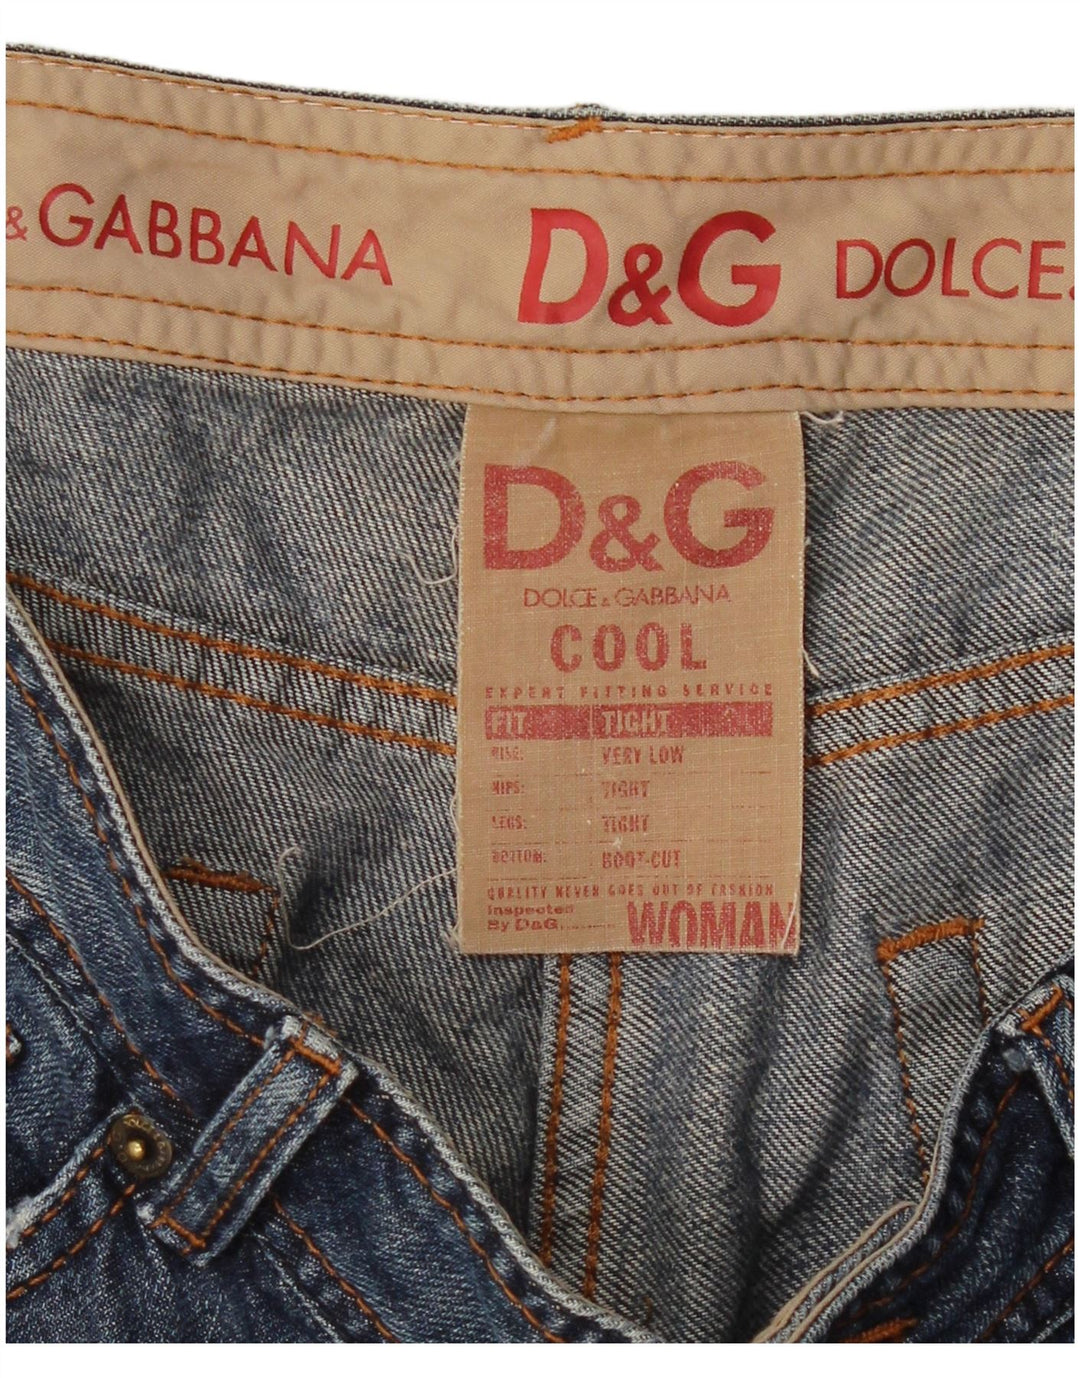 & GABBANA D&G DOLCE &
D&G
DOLCE & GABBANA
COOL
EXPERT FITTING SERVICE
FIT TIGHT
RISE: VERY LOW
HIPS: TIGHT
LEGS: TIGHT
BOTTOM: BOOT-CUT
QUALITY NEVER GOES OUT OF FASHION
Inspected
By D&G..........
WOMAN